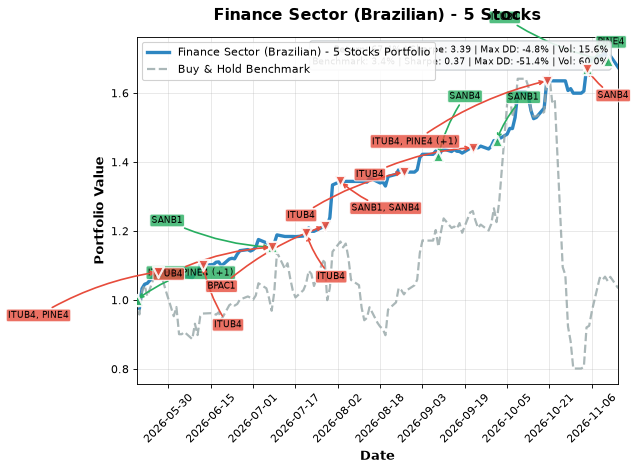 Finance Sector (Brazilian) - 5 Stocks
PINE4
Finance Sector (Brazilian) - 5 Stocks Portfolio
Buy & Hold Benchmark
3.39 | Max DD: -4.8% | Vol: 15.6%
Benchmark: 3.4% | Sharpe: 0.37 | Max DD: -51.4% | Vol: 60.0%
SANB4
SANB4
SANB1
ITUB4, PINE4 (+1)
ITUB4
SANB1, SANB4
ITUB4
SANB1
PINE4 (+1)
ITUB4
ITUB4
BPAC1
ITUB4, PINE4
ITUB4
1.6
1.4
1.2
1.0
0.8
Portfolio Value
2026-05-30
2026-06-15
2026-07-01
2026-07-17
2026-08-02
2026-08-18
2026-09-03
2026-09-19
2026-10-05
2026-10-21
2026-11-06
Date